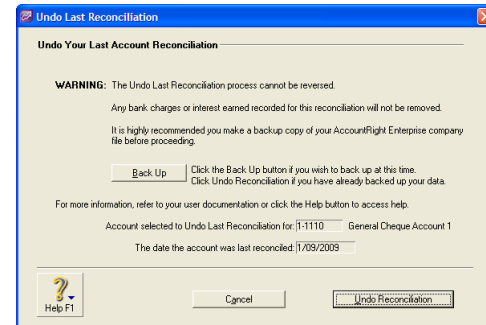 Undo Last Reconciliation
Undo Your Last Account Reconciliation
WARNING: The Undo Last Reconciliation process cannot be reversed.
Any bank charges or interest earned recorded for this reconciliation will not be removed.
It is highly recommended you make a backup copy of your AccountRight Enterprise company
file before proceeding.
Back Up
Click the Back Up button if you wish to back up at this time.
Click Undo Reconciliation if you have already backed up your data.
For more information, refer to your user documentation or click the Help button to access help.
Account selected to Undo Last Reconciliation for: 1-1110 General Cheque Account 1
The date the account was last reconciled: 1/09/2009
Help F1
Cancel
Undo Reconciliation